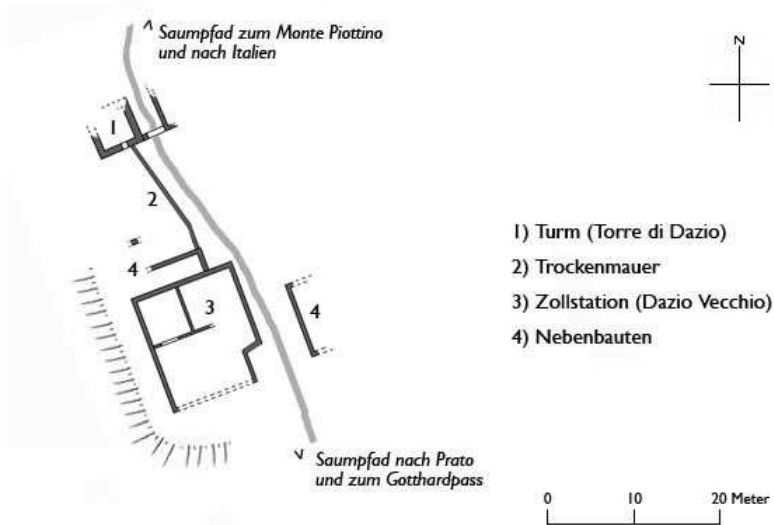 Saumpfad zum Monte Piottino
und nach Italien
N
1
2
4
3
4
1) Turm (Torre di Dazio)
2) Trockenmauer
3) Zollstation (Dazio Vecchio)
4) Nebenbauten
Saumpfad nach Prato
und zum Gotthardpass
0 10 20 Meter